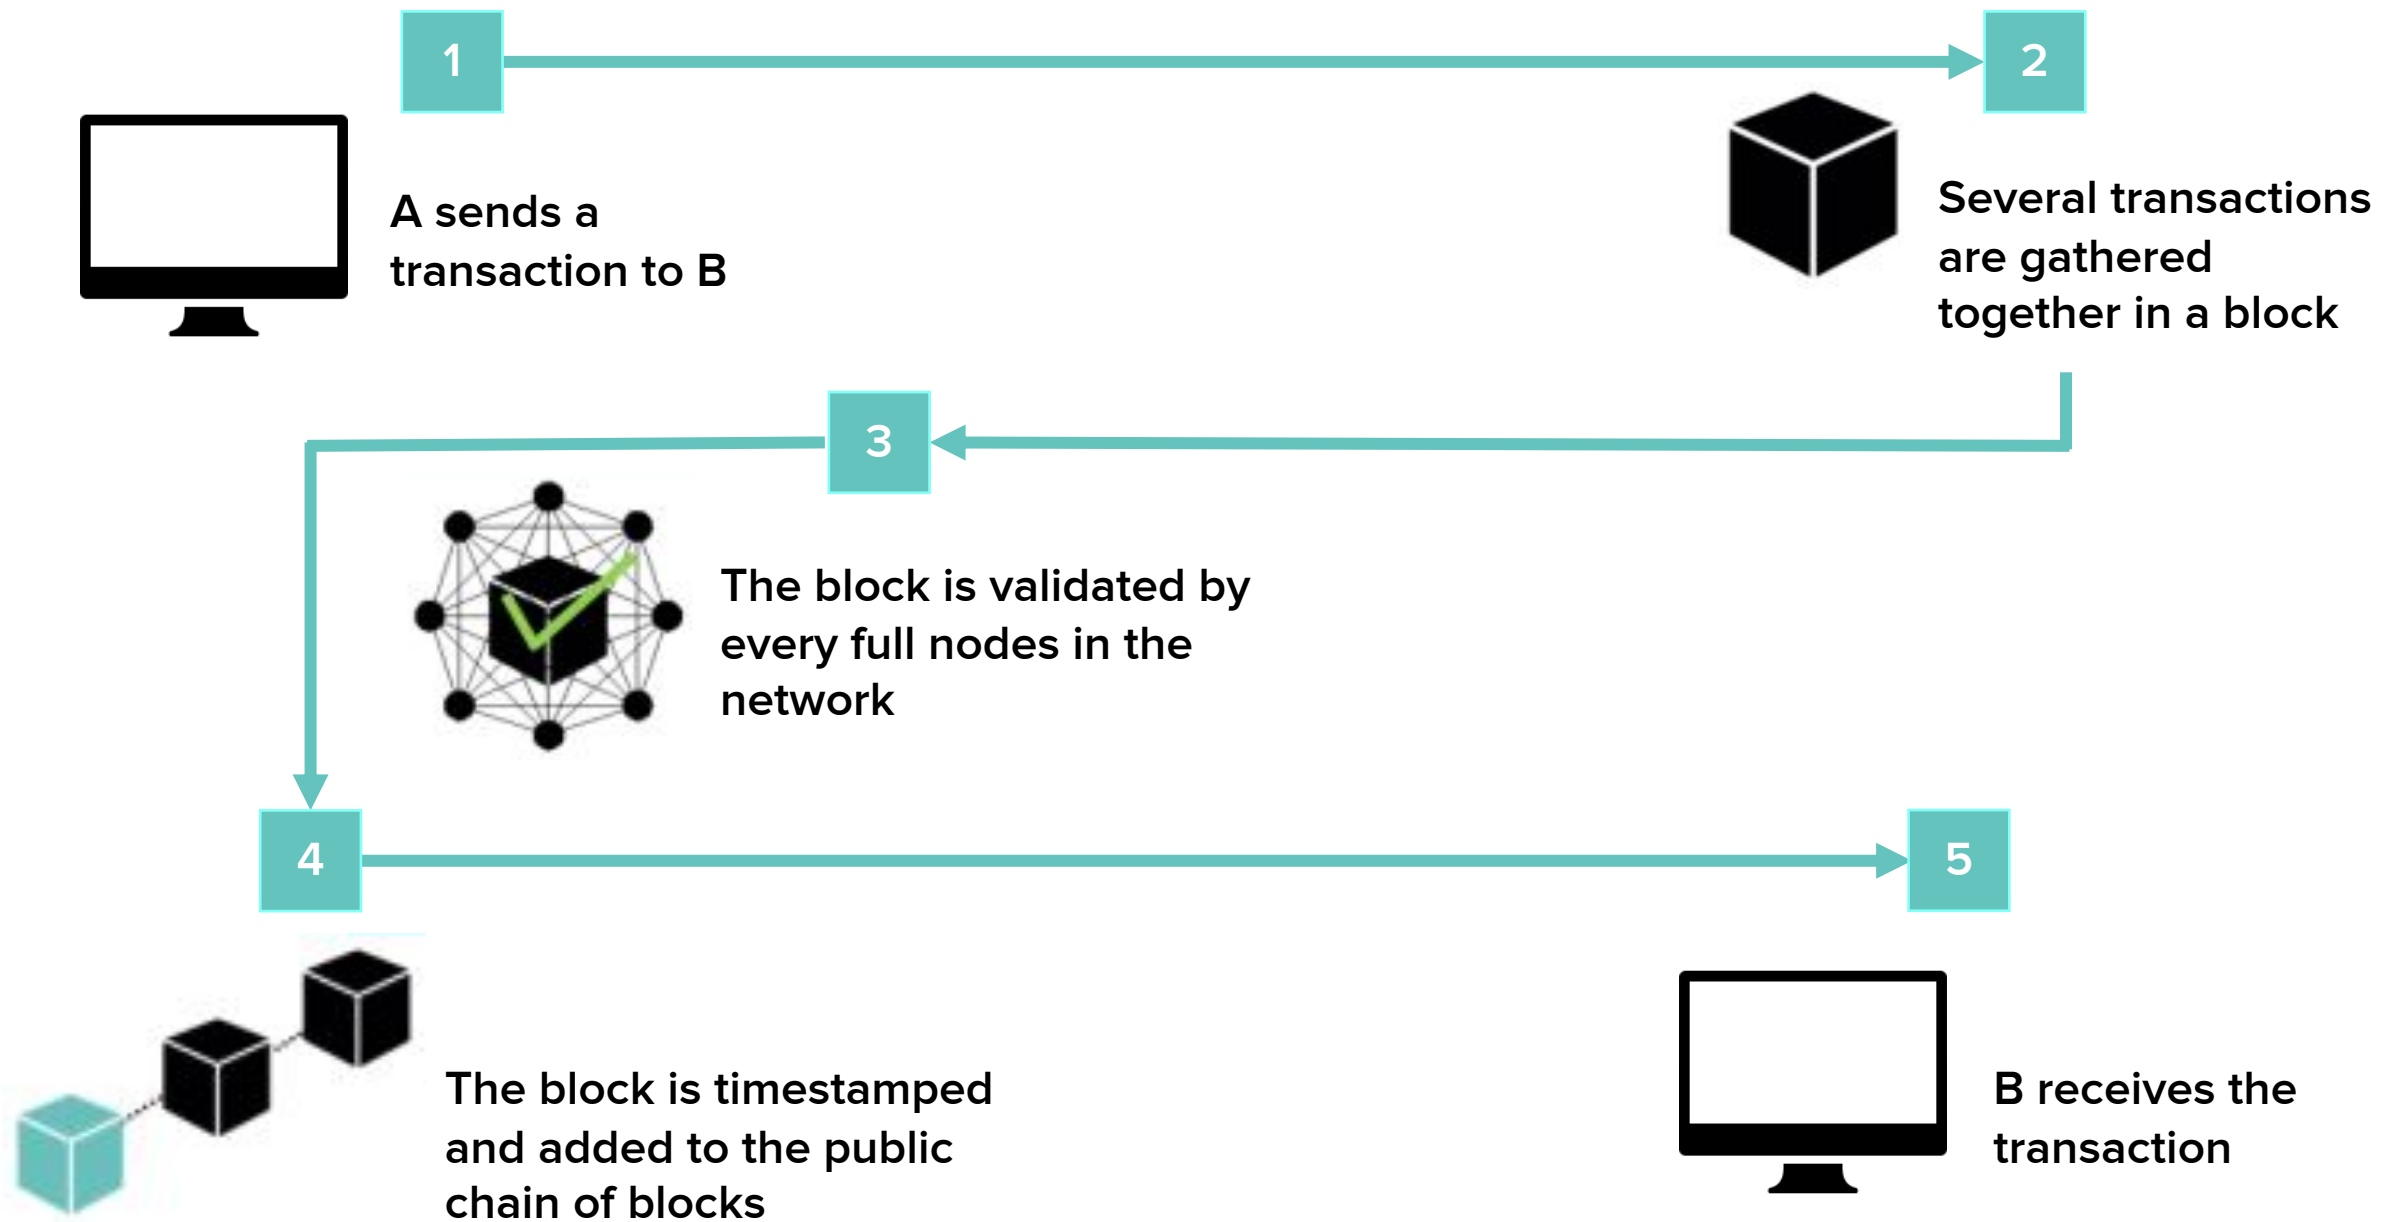 1
2
A sends a
transaction to B
Several transactions
are gathered
together in a block
3
The block is validated by
every full nodes in the
network
4
5
The block is timestamped
and added to the public
chain of blocks
B receives the
transaction